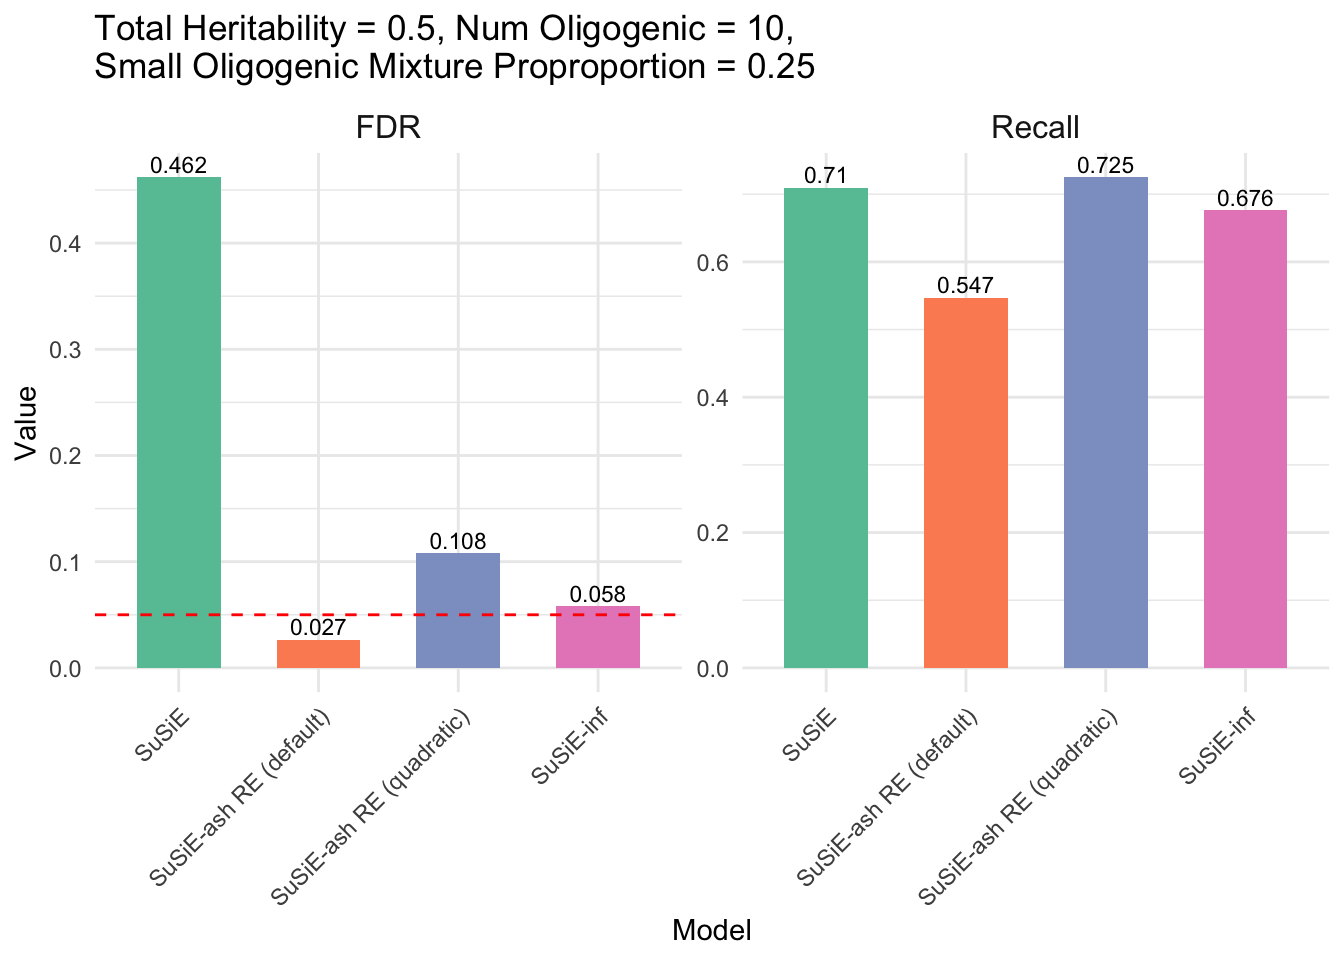 Total Heritability = 0.5, Num Oligogenic = 10,
Small Oligogenic Mixture Proproportion = 0.25
FDR
Recall
Value
0.4
0.3
0.2
0.1
0.0
0.462
0.027
0.108
0.058
SuSiE
SuSiE-ash RE (default)
SuSiE-ash RE (quadratic)
SuSiE-inf
0.6
0.4
0.2
0.0
0.71
0.547
0.725
0.676
SuSiE
SuSiE-ash RE (default)
SuSiE-ash RE (quadratic)
SuSiE-inf
Model